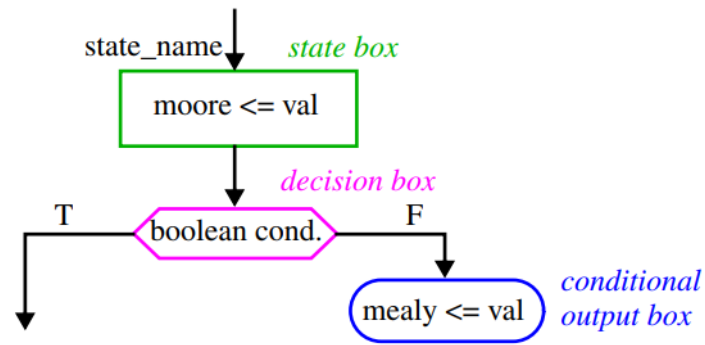 state_name
state box
moore <= val
decision box
T
boolean cond.
F
mealy <= val
conditional
output box